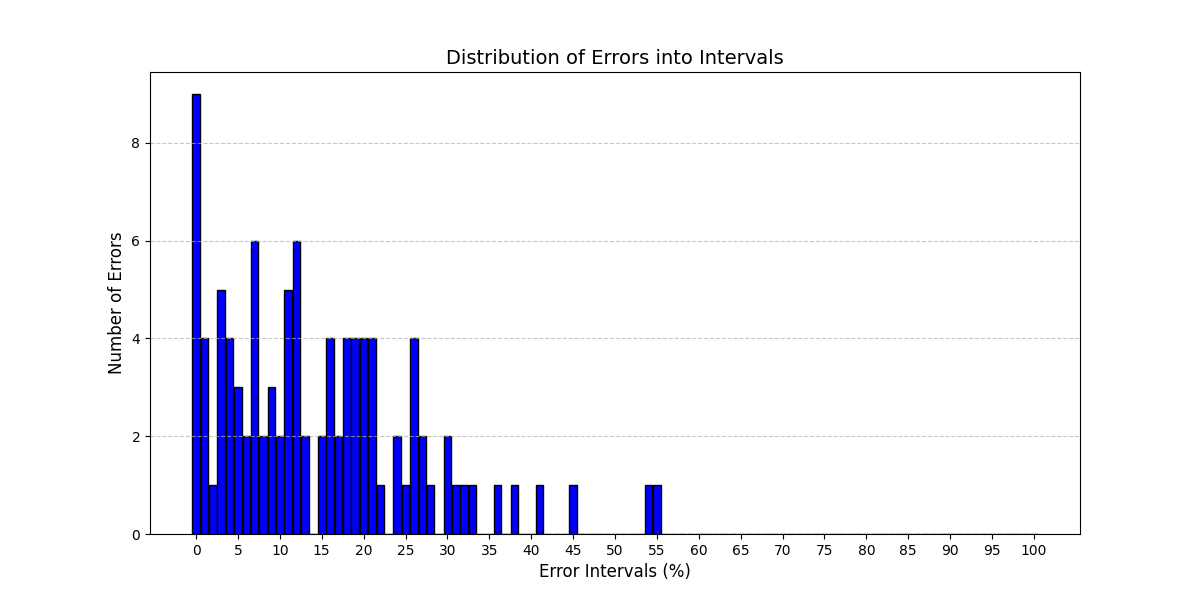 Distribution of Errors into Intervals
Number of Errors
8
6
4
2
0
0 5 10 15 20 25 30 35 40 45 50 55 60 65 70 75 80 85 90 95 100
Error Intervals (%)